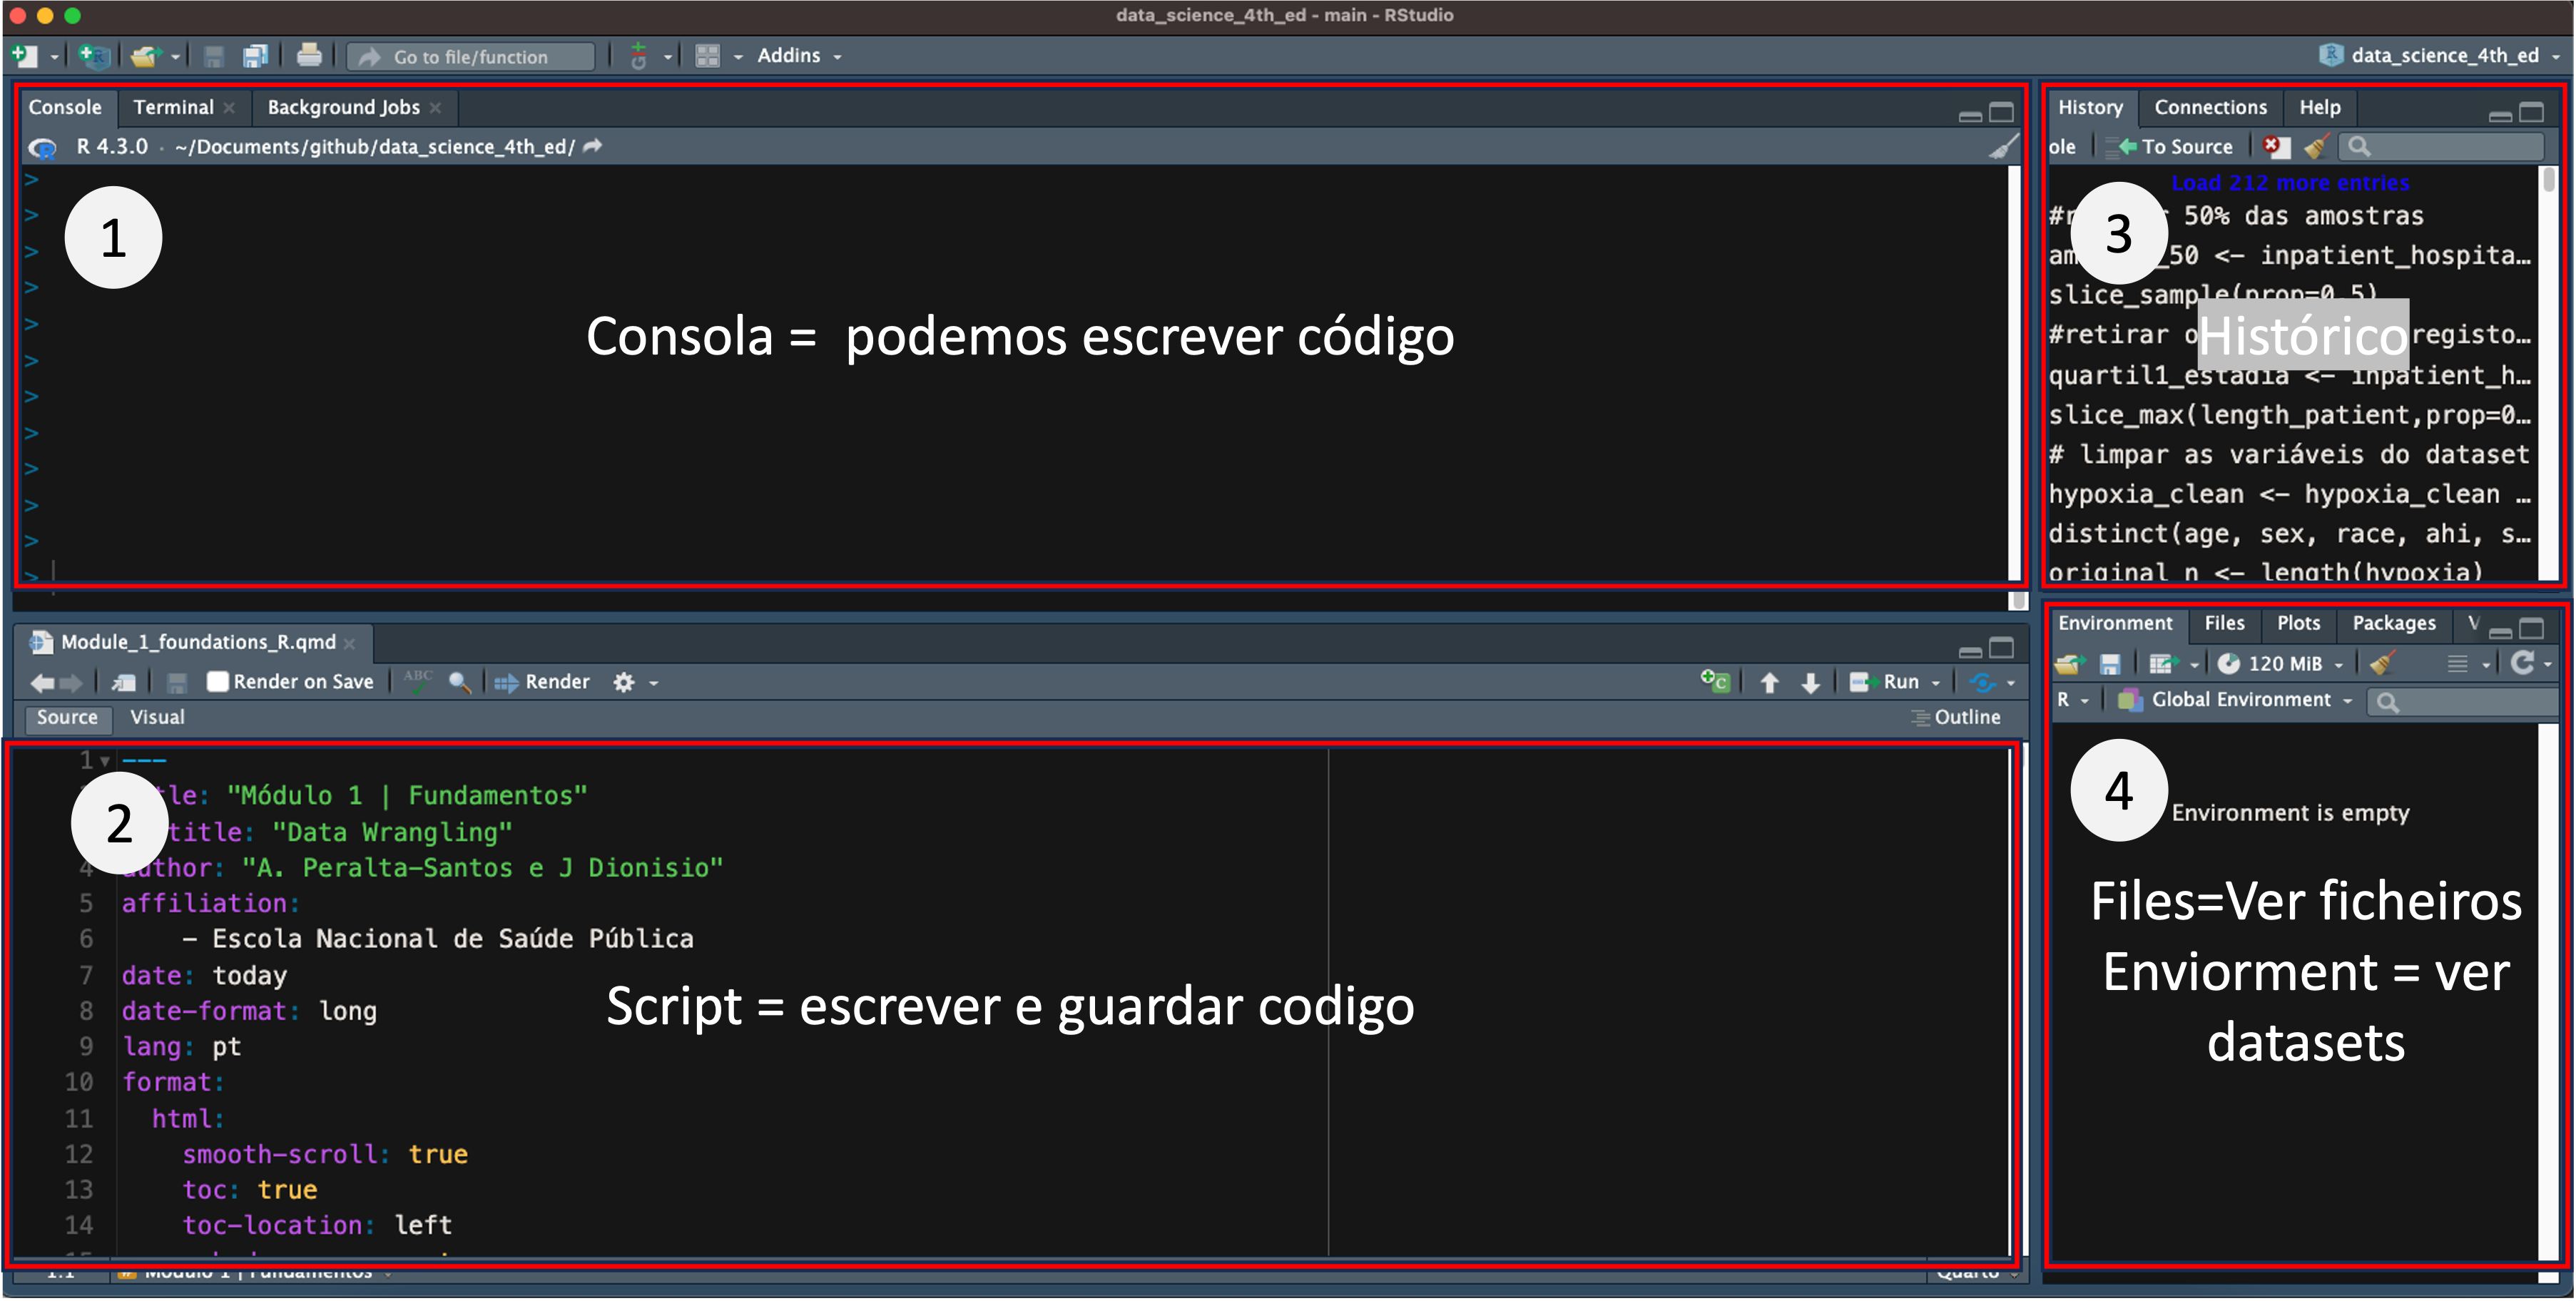 data_science_4th_ed - main - RStudio
Go to file/function
Addins
data_science_4th_ed
Console Terminal Background Jobs
R 4.3.0 · ~/Documents/github/data_science_4th_ed/
>
>
>
>
>
>
>
>
>
>
>
>
1
Consola = podemos escrever código
History Connections Help
ole To Source
Load 212 more entries
50% das amostras
_50 <- inpatient_hospita…
slice_sample(prop=0.5)
#retirar o registo…
quartil1_estadia <- inpatient_h…
slice_max(length_patient,prop=0…
# limpar as variáveis do dataset
hypoxia_clean <- hypoxia_clean …
distinct(age, sex, race, ahi, s…
original_n <- length(hypoxia)
3
Histórico
Module_1_foundations_R.qmd
Render on Save ABC Render Run
Source Visual Outline
1 ---
tle: "Módulo 1 | Fundamentos"
title: "Data Wrangling"
4 author: "A. Peralta-Santos e J Dionisio"
5 affiliation:
6 - Escola Nacional de Saúde Pública
7 date: today
8 date-format: long
9 lang: pt
10 format:
11 html:
12 smooth-scroll: true
13 toc: true
14 toc-location: left
2
Script = escrever e guardar codigo
1:1 Módulo 1 | Fundamentos Quarto
Environment Files Plots Packages V
120 MiB
R Global Environment
Environment is empty
4
Files=Ver ficheiros
Enviorment = ver
datasets